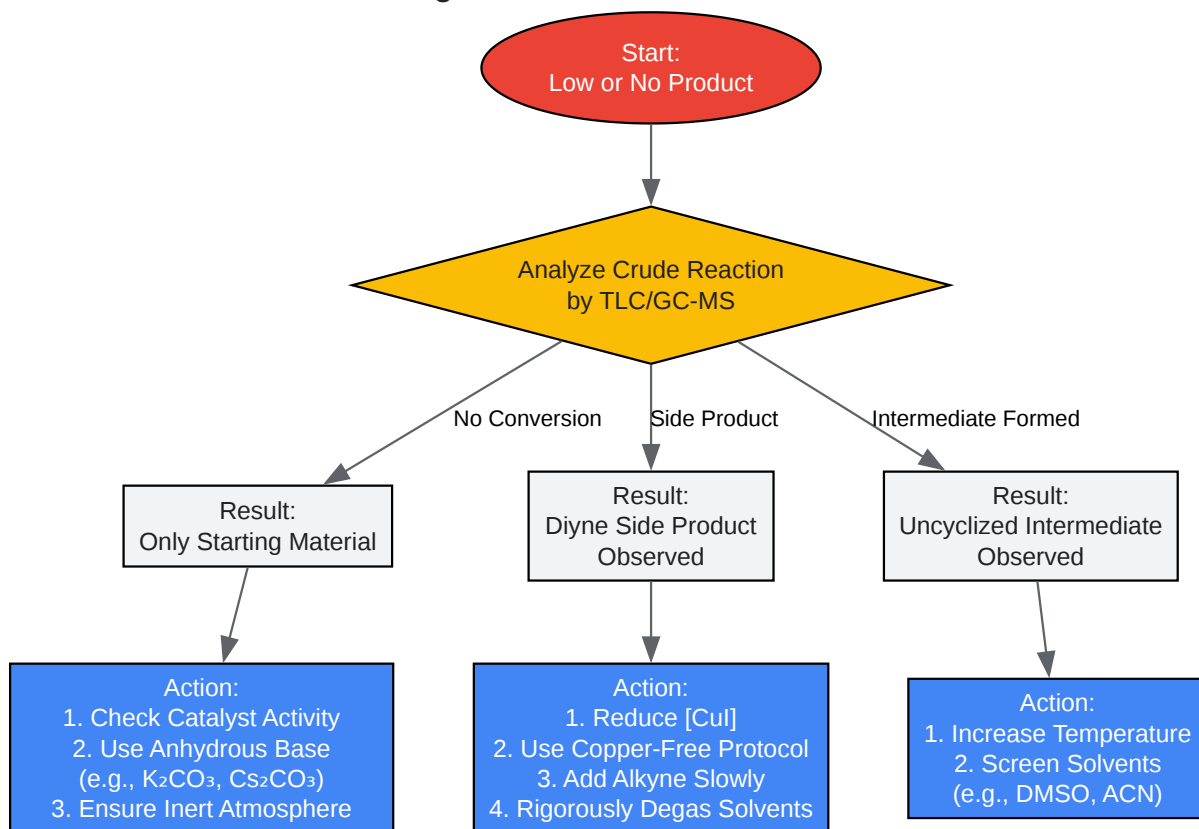 Start:
Low or No Product
Analyze Crude Reaction
by TLC/GC-MS
No Conversion
Side Product
Intermediate Formed
Result:
Only Starting Material
Result:
Diyne Side Product
Observed
Result:
Uncyclized Intermediate
Observed
Action:
1. Check Catalyst Activity
2. Use Anhydrous Base
(e.g., K₂CO₃, Cs₂CO₃)
3. Ensure Inert Atmosphere
Action:
1. Reduce [CuI]
2. Use Copper-Free Protocol
3. Add Alkyne Slowly
4. Rigorously Degas Solvents
Action:
1. Increase Temperature
2. Screen Solvents
(e.g., DMSO, ACN)